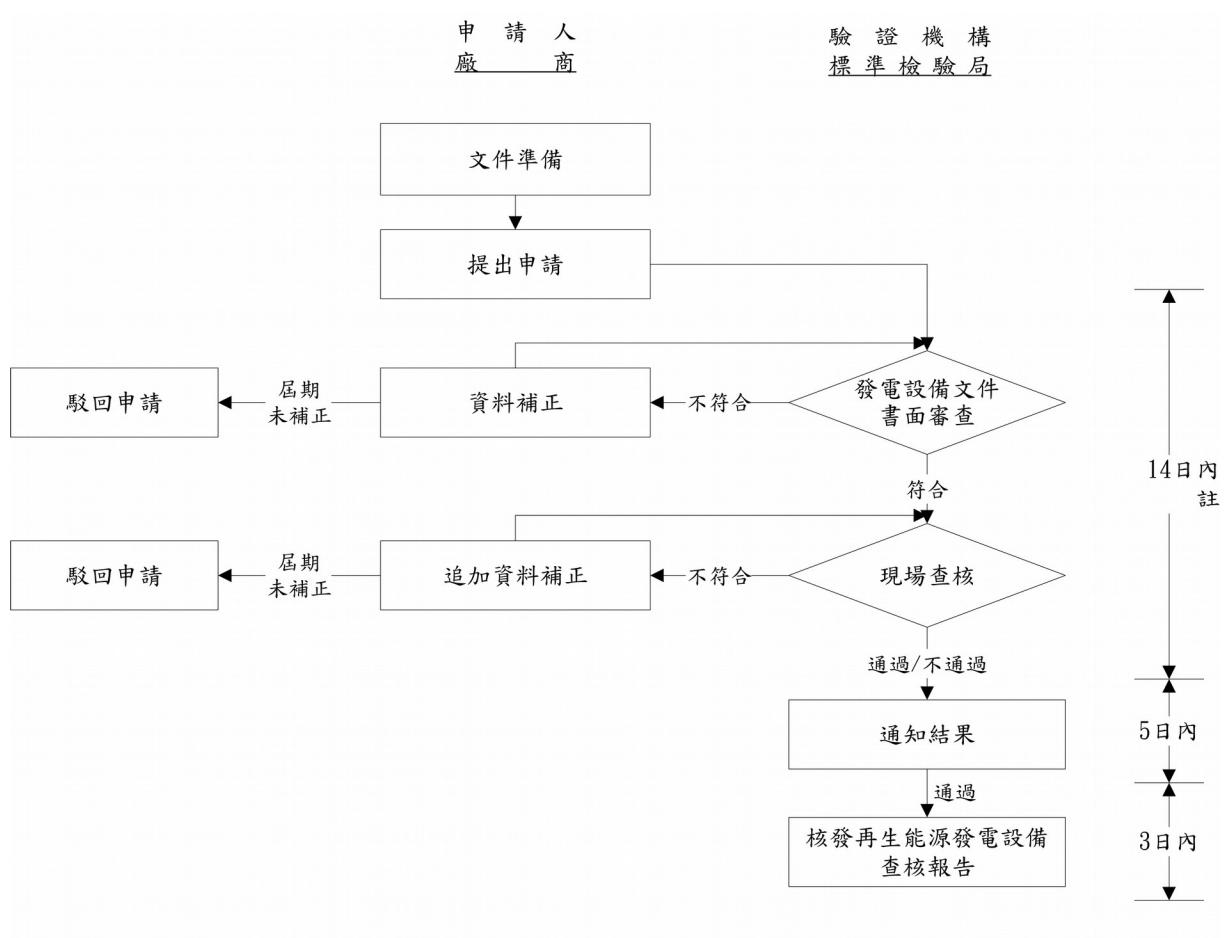 申請人
廠商
驗證機構
標準檢驗局
文件準備
提出申請
駁回申請
屆期
未補正
資料補正
不符合
發電設備文件
書面審查
14日內
註
符合
駁回申請
屆期
未補正
追加資料補正
不符合
現場查核
通過/不通過
通知結果
5日內
通過
核發再生能源發電設備
查核報告
3日內